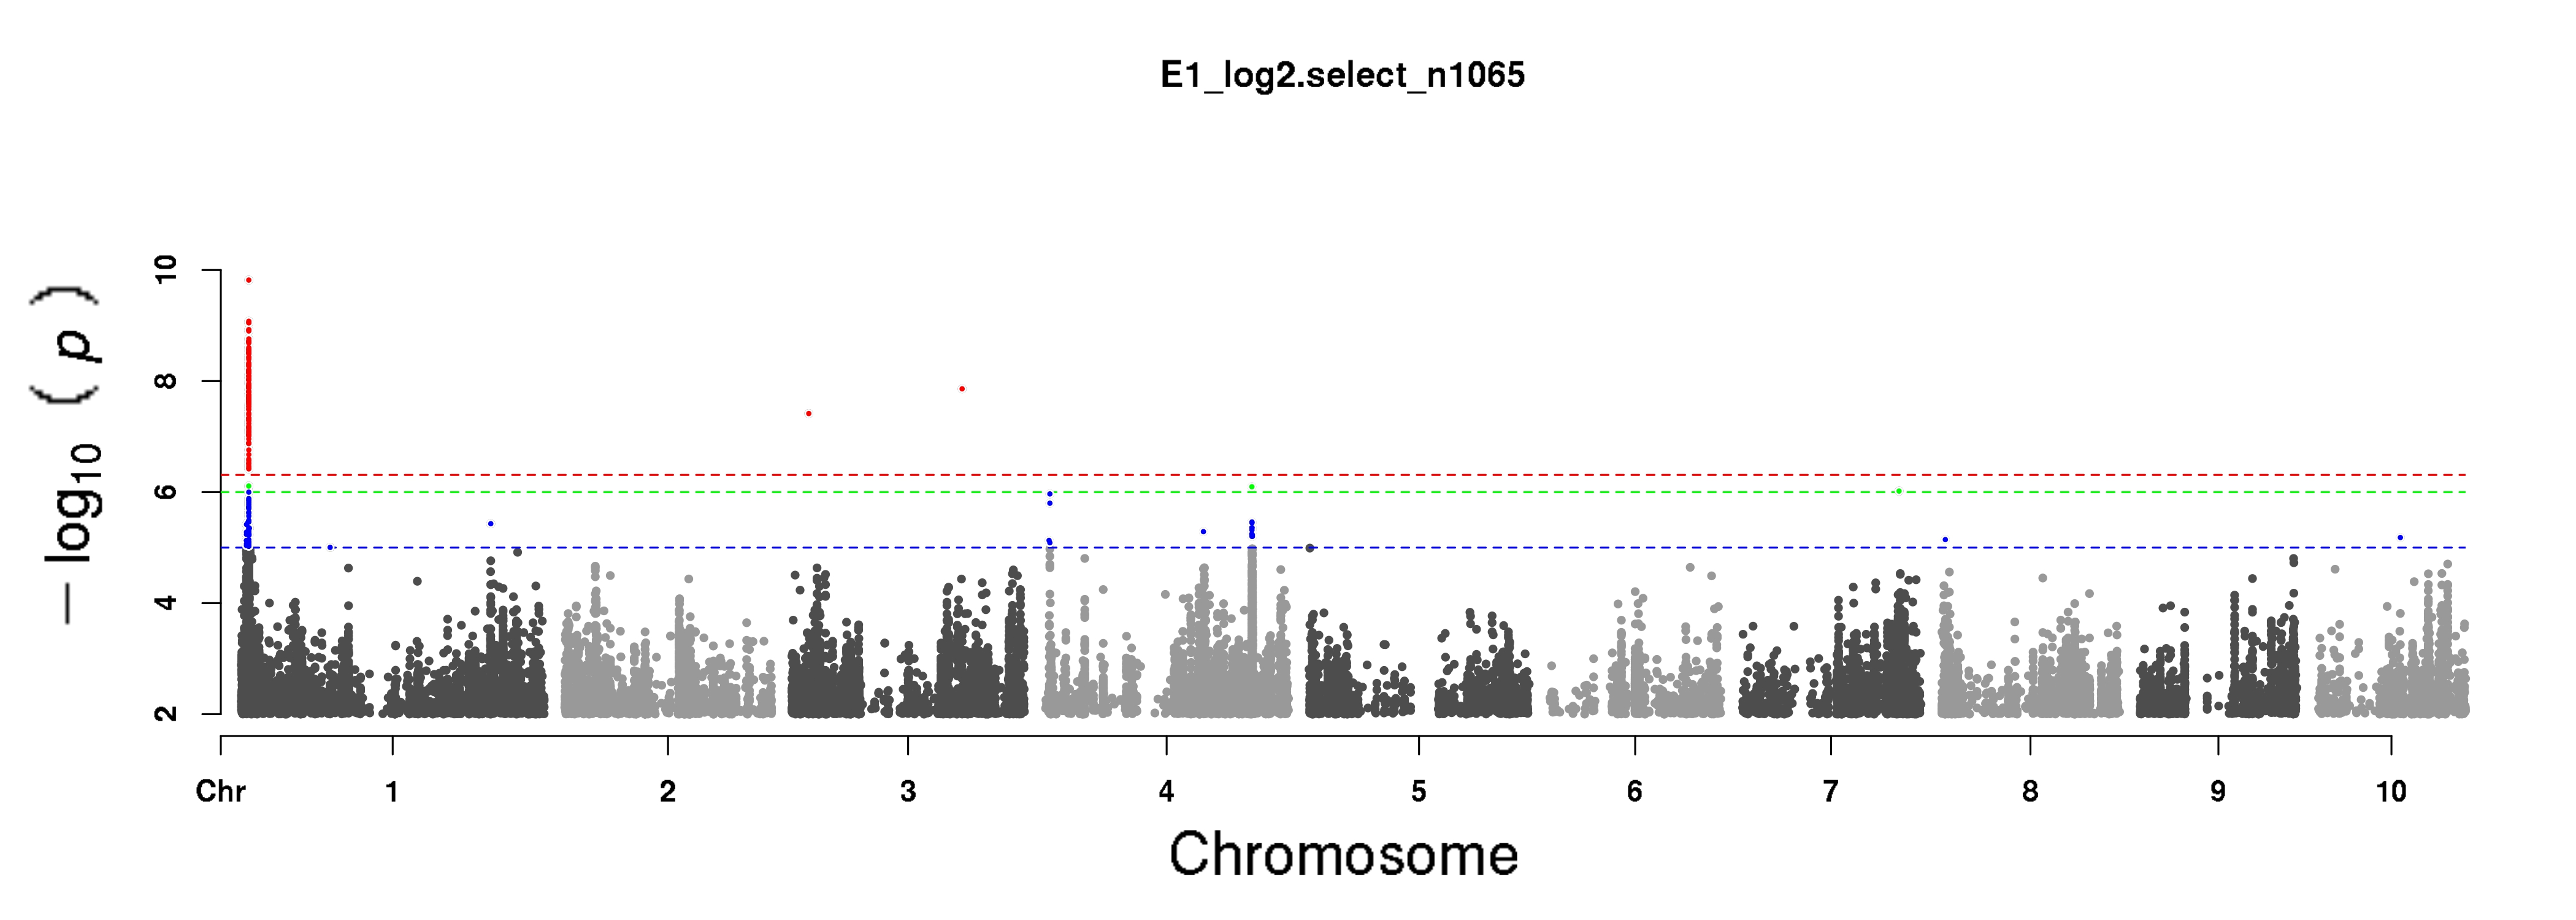 E1_log2.select_n1065
− log10 ( p )
10
8
6
4
2
Chr 1 2 3 4 5 6 7 8 9 10
Chromosome